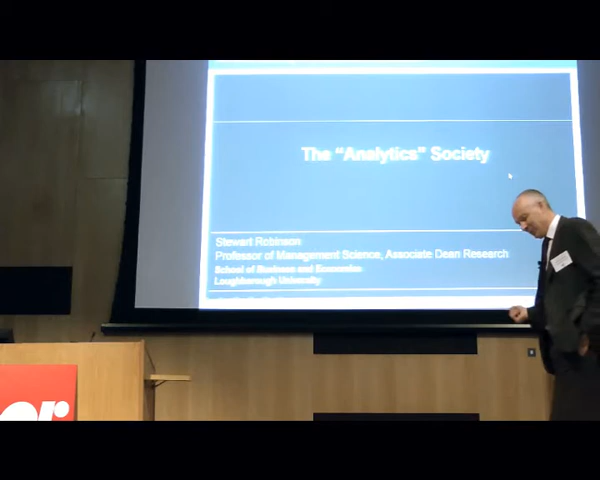 The "Analytics" Society
Stewart Robinson
Professor of Management Science, Associate Dean Research
School of Business and Economics
Loughborough University
or